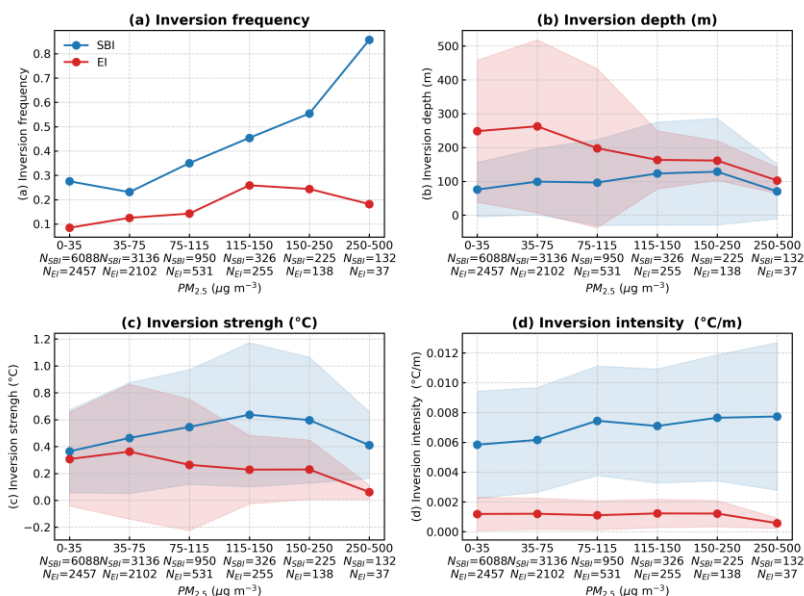 (a) Inversion frequency
SBI
EI
(a) Inversion frequency
0.8
0.7
0.6
0.5
0.4
0.3
0.2
0.1
0-35 35-75 75-115 115-150 150-250 250-500
N_SBI=6088 N_SBI=3136 N_SBI=950 N_SBI=326 N_SBI=225 N_SBI=132
N_EI=2457 N_EI=2102 N_EI=531 N_EI=255 N_EI=138 N_EI=37
PM2.5 (μg m−3)
(b) Inversion depth (m)
(b) Inversion depth (m)
500
400
300
200
100
0
0-35 35-75 75-115 115-150 150-250 250-500
N_SBI=6088 N_SBI=3136 N_SBI=950 N_SBI=326 N_SBI=225 N_SBI=132
N_EI=2457 N_EI=2102 N_EI=531 N_EI=255 N_EI=138 N_EI=37
PM2.5 (μg m−3)
(c) Inversion strengh (°C)
(c) Inversion strengh (°C)
1.2
1.0
0.8
0.6
0.4
0.2
0.0
−0.2
0-35 35-75 75-115 115-150 150-250 250-500
N_SBI=6088 N_SBI=3136 N_SBI=950 N_SBI=326 N_SBI=225 N_SBI=132
N_EI=2457 N_EI=2102 N_EI=531 N_EI=255 N_EI=138 N_EI=37
PM2.5 (μg m−3)
(d) Inversion intensity (°C/m)
(d) Inversion intensity (°C/m)
0.012
0.010
0.008
0.006
0.004
0.002
0.000
0-35 35-75 75-115 115-150 150-250 250-500
N_SBI=6088 N_SBI=3136 N_SBI=950 N_SBI=326 N_SBI=225 N_SBI=132
N_EI=2457 N_EI=2102 N_EI=531 N_EI=255 N_EI=138 N_EI=37
PM2.5 (μg m−3)